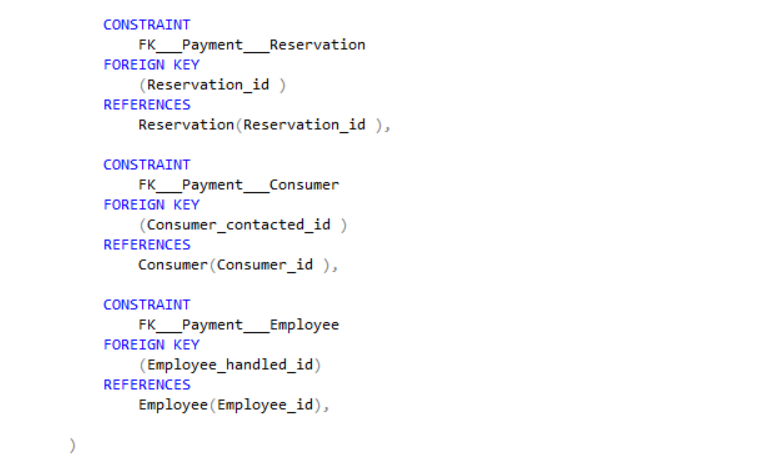 CONSTRAINT
FK___Payment___Reservation
FOREIGN KEY
(Reservation_id )
REFERENCES
Reservation(Reservation_id ),
CONSTRAINT
FK___Payment___Consumer
FOREIGN KEY
(Consumer_contacted_id )
REFERENCES
Consumer(Consumer_id ),
CONSTRAINT
FK___Payment___Employee
FOREIGN KEY
(Employee_handled_id)
REFERENCES
Employee(Employee_id),
)